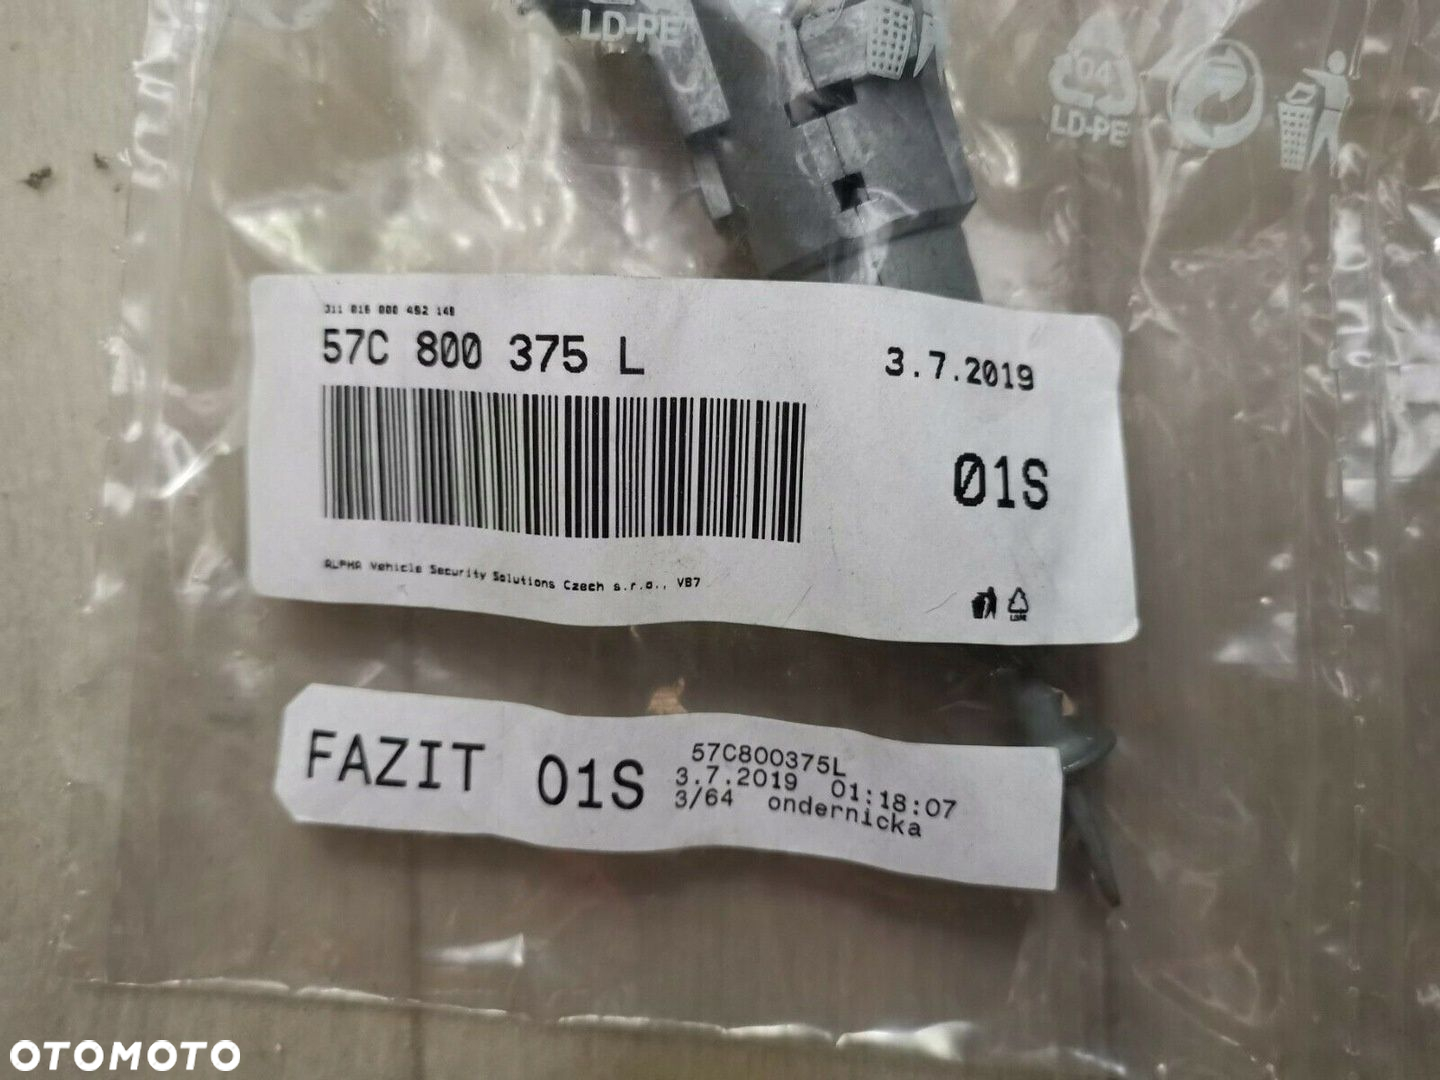 LD-PE
04
LD-PE
311 016 000 452 148
57C 800 375 L
3.7.2019
01S
ALPHA Vehicle Security Solutions Czech s.r.o., VB7
FAZIT 01S
57C800375L
3.7.2019 01:18:07
3/64 ondernicka
OTOMOTO